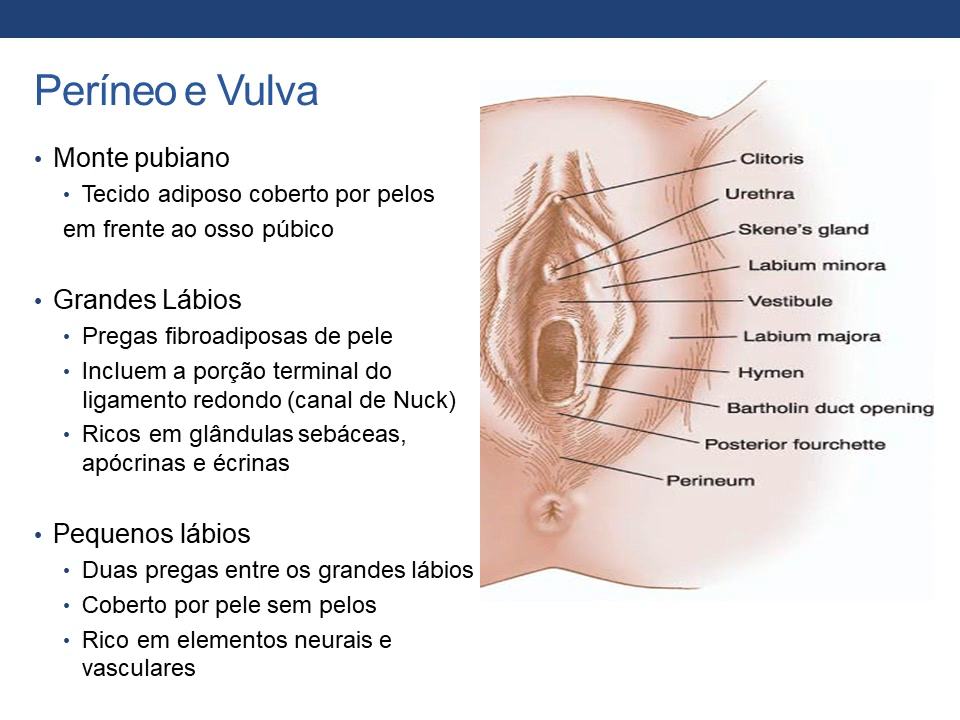 Períneo e Vulva
• Monte pubiano
• Tecido adiposo coberto por pelos
em frente ao osso púbico
• Grandes Lábios
• Pregas fibroadiposas de pele
• Incluem a porção terminal do
ligamento redondo (canal de Nuck)
• Ricos em glândulas sebáceas,
apócrinas e écrinas
• Pequenos lábios
• Duas pregas entre os grandes lábios
• Coberto por pele sem pelos
• Rico em elementos neurais e
vasculares
Clitoris
Urethra
Skene's gland
Labium minora
Vestibule
Labium majora
Hymen
Bartholin duct opening
Posterior fourchette
Perineum